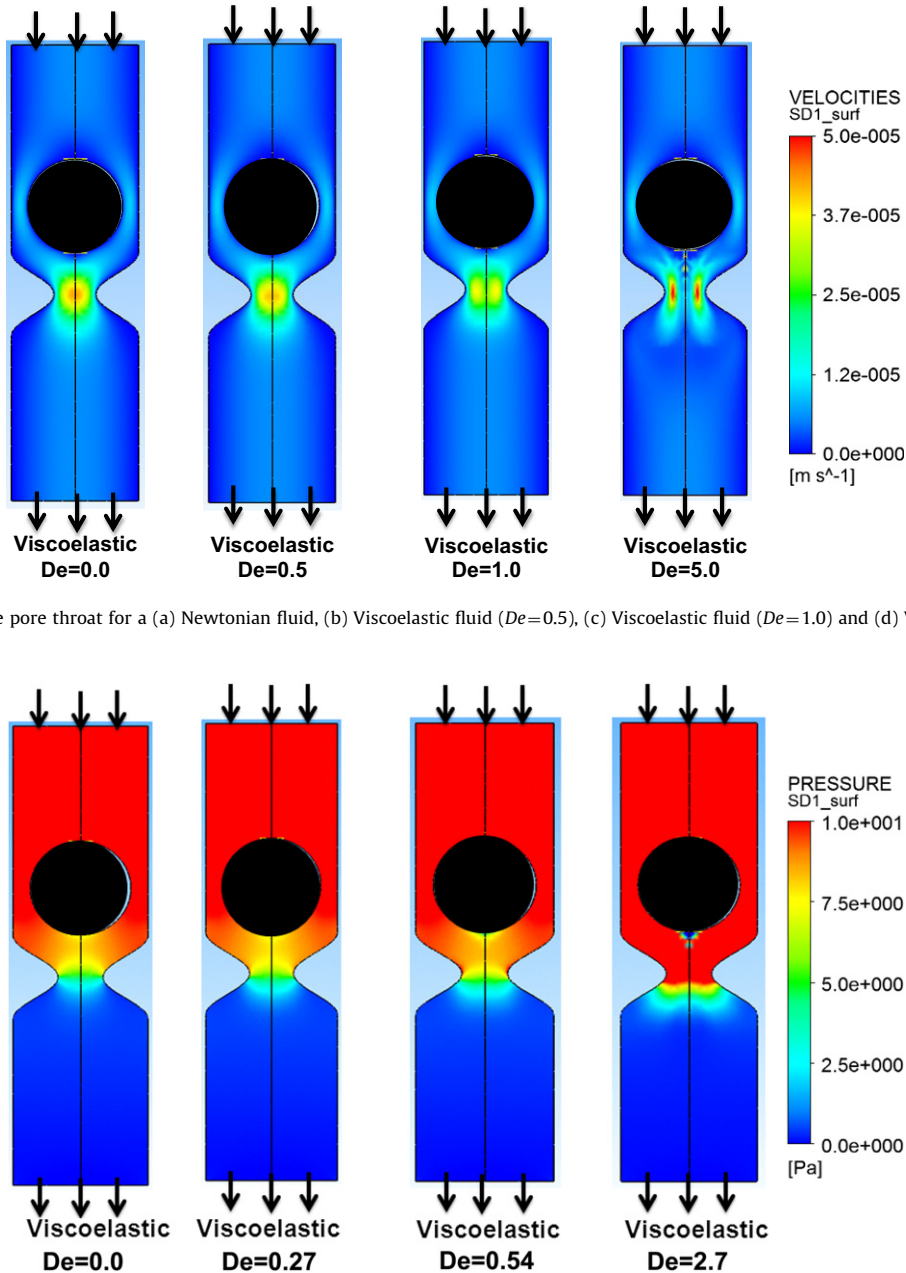 VELOCITIES
SD1_surf
5.0e-005
3.7e-005
2.5e-005
1.2e-005
0.0e+000
[m s^-1]
Viscoelastic
De=0.0
Viscoelastic
De=0.5
Viscoelastic
De=1.0
Viscoelastic
De=5.0
e pore throat for a (a) Newtonian fluid, (b) Viscoelastic fluid (De=0.5), (c) Viscoelastic fluid (De=1.0) and (d) V
PRESSURE
SD1_surf
1.0e+001
7.5e+000
5.0e+000
2.5e+000
0.0e+000
[Pa]
Viscoelastic
De=0.0
Viscoelastic
De=0.27
Viscoelastic
De=0.54
Viscoelastic
De=2.7